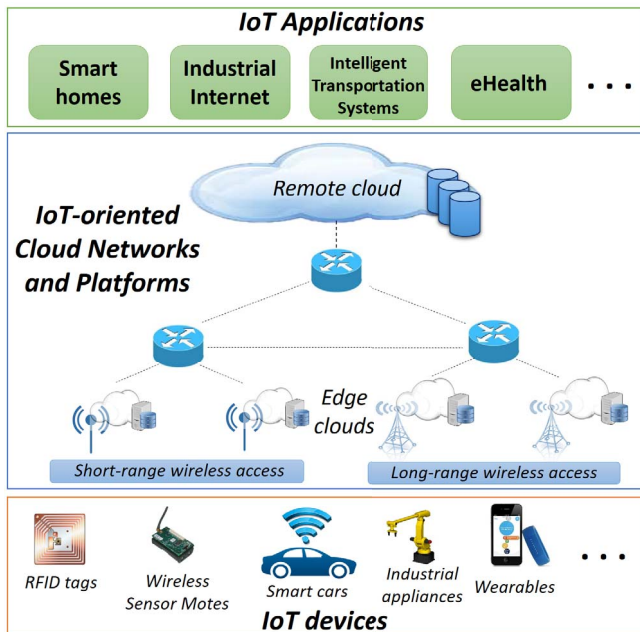 IoT Applications
Smart
homes
Industrial
Internet
Intelligent
Transportation
Systems
eHealth
. . .
Remote cloud
IoT-oriented
Cloud Networks
and Platforms
Edge
clouds
Short-range wireless access
Long-range wireless access
RFID tags
Wireless
Sensor Motes
Smart cars
Industrial
appliances
Wearables
. . .
IoT devices